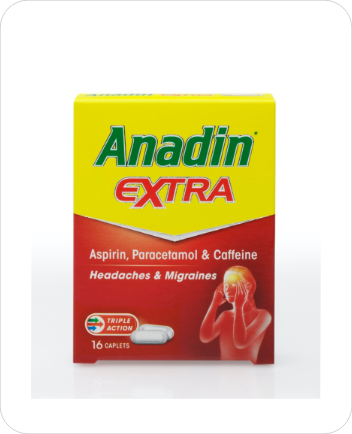 Anadin
EXTRA
Aspirin, Paracetamol & Caffeine
Headaches & Migraines
TRIPLE
ACTION
16 CAPLETS